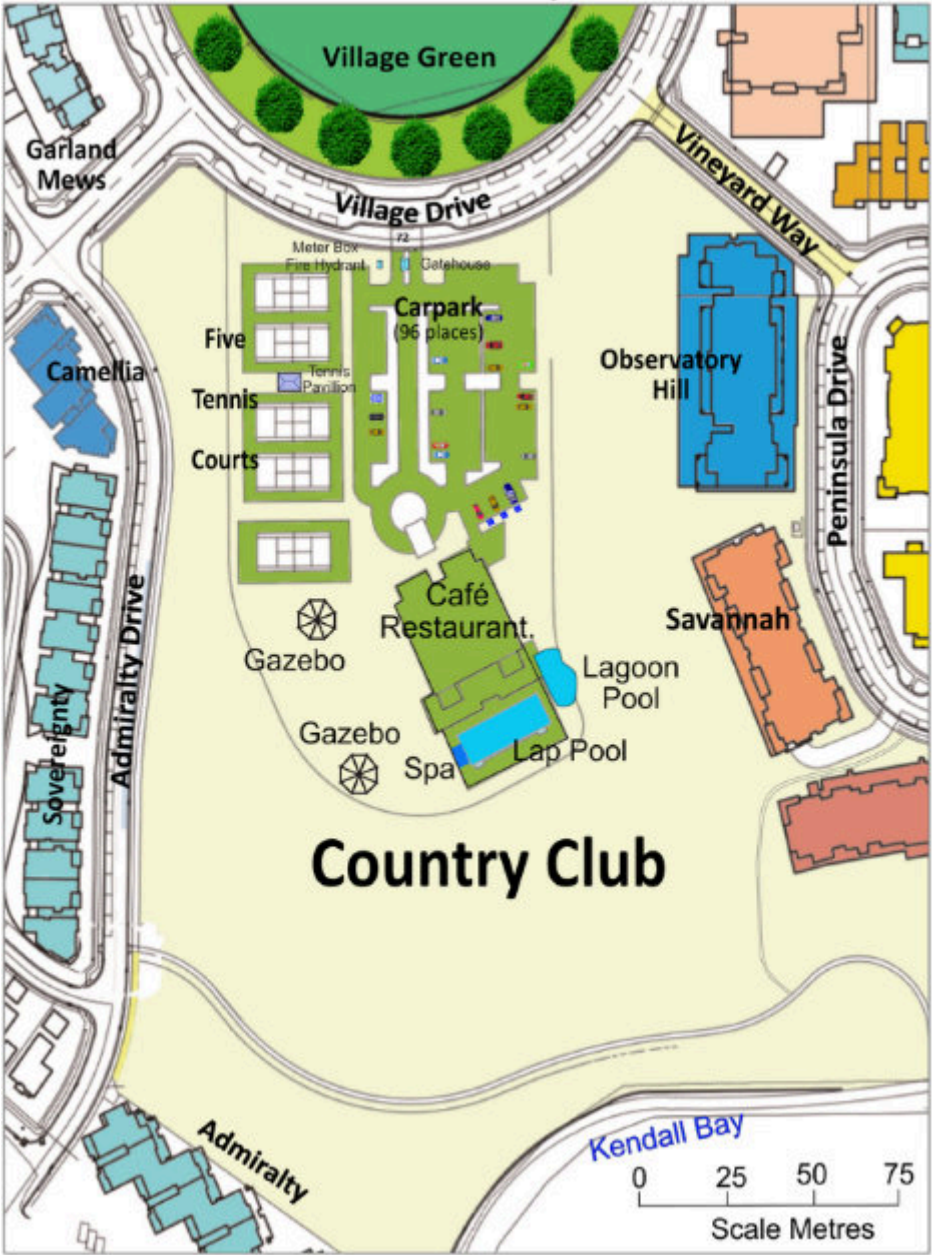 Village Green
Garland
Mews
Vineyard Way
Village Drive
72
Meter Box
Fire Hydrant
Gatehouse
Carpark
(96 places)
Five
Tennis
Courts
Tennis
Pavillion
Camellia
Observatory
Hill
Peninsula Drive
Admiralty Drive
Sovereignty
Café
Restaurant.
Savannah
Gazebo
Lagoon
Pool
Gazebo
Spa
Lap Pool
Country Club
Admiralty
Kendall Bay
0 25 50 75
Scale Metres